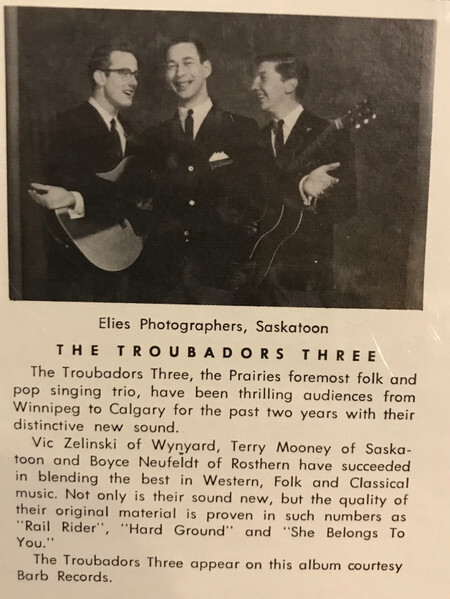 Elies Photographers, Saskatoon
THE TROUBADORS THREE
The Troubadors Three, the Prairies foremost folk and
pop singing trio, have been thrilling audiences from
Winnipeg to Calgary for the past two years with their
distinctive new sound.
Vic Zelinski of Wynyard, Terry Mooney of Saska-
toon and Boyce Neufeldt of Rosthern have succeeded
in blending the best in Western, Folk and Classical
music. Not only is their sound new, but the quality of
their original material is proven in such numbers as
"Rail Rider", "Hard Ground" and "She Belongs To
You."
The Troubadors Three appear on this album courtesy
Barb Records.